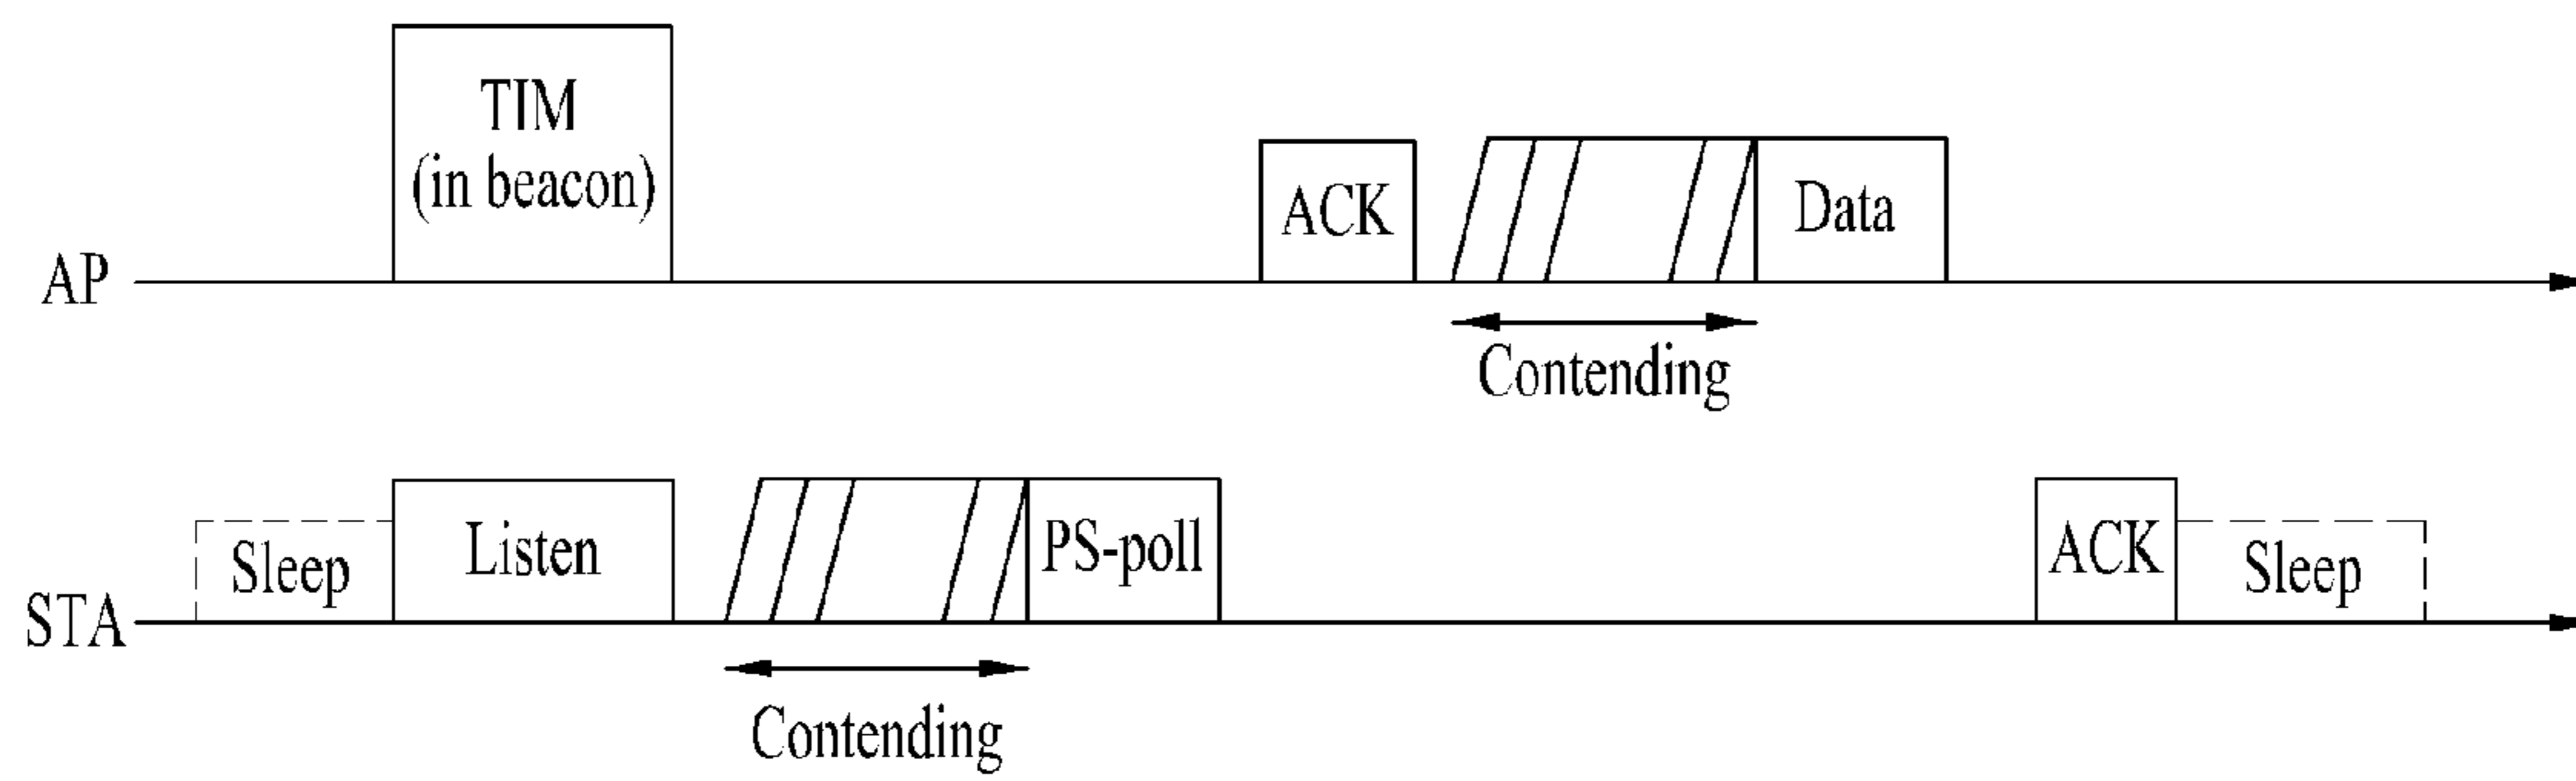 TIM
(in beacon)
AP
ACK
Data
Contending
STA
Sleep
Listen
PS-poll
ACK
Sleep
Contending